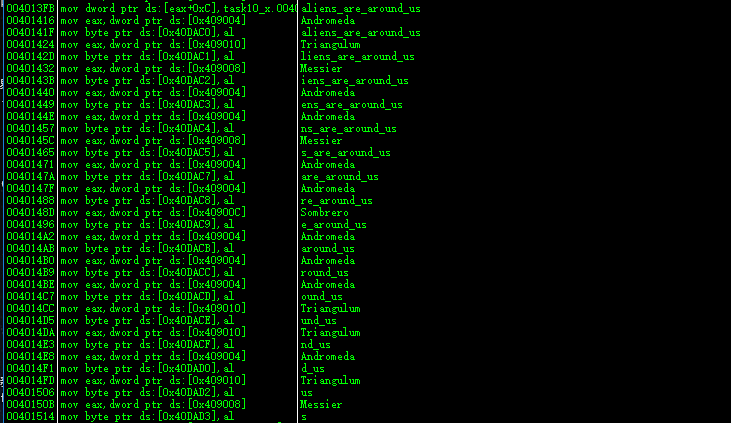 004013FB mov dword ptr ds:[eax+0xC],task10_x.0040 aliens_are_around_us
00401416 mov eax,dword ptr ds:[0x409004] Andromeda
0040141F mov byte ptr ds:[0x40DAC0],al aliens_are_around_us
00401424 mov eax,dword ptr ds:[0x409010] Triangulum
0040142D mov byte ptr ds:[0x40DAC1],al liens_are_around_us
00401432 mov eax,dword ptr ds:[0x409008] Messier
0040143B mov byte ptr ds:[0x40DAC2],al iens_are_around_us
00401440 mov eax,dword ptr ds:[0x409004] Andromeda
00401449 mov byte ptr ds:[0x40DAC3],al ens_are_around_us
0040144E mov eax,dword ptr ds:[0x409004] Andromeda
00401457 mov byte ptr ds:[0x40DAC4],al ns_are_around_us
0040145C mov eax,dword ptr ds:[0x409008] Messier
00401465 mov byte ptr ds:[0x40DAC5],al s_are_around_us
00401471 mov eax,dword ptr ds:[0x409004] Andromeda
0040147A mov byte ptr ds:[0x40DAC7],al are_around_us
0040147F mov eax,dword ptr ds:[0x409004] Andromeda
00401488 mov byte ptr ds:[0x40DAC8],al re_around_us
0040148D mov eax,dword ptr ds:[0x40900C] Sombrero
00401496 mov byte ptr ds:[0x40DAC9],al e_around_us
004014A2 mov eax,dword ptr ds:[0x409004] Andromeda
004014AB mov byte ptr ds:[0x40DACB],al around_us
004014B0 mov eax,dword ptr ds:[0x409004] Andromeda
004014B9 mov byte ptr ds:[0x40DACC],al round_us
004014BE mov eax,dword ptr ds:[0x409004] Andromeda
004014C7 mov byte ptr ds:[0x40DACD],al ound_us
004014CC mov eax,dword ptr ds:[0x409010] Triangulum
004014D5 mov byte ptr ds:[0x40DACE],al und_us
004014DA mov eax,dword ptr ds:[0x409010] Triangulum
004014E3 mov byte ptr ds:[0x40DACF],al nd_us
004014E8 mov eax,dword ptr ds:[0x409004] Andromeda
004014F1 mov byte ptr ds:[0x40DAD0],al d_us
004014FD mov eax,dword ptr ds:[0x409010] Triangulum
00401506 mov byte ptr ds:[0x40DAD2],al us
0040150B mov eax,dword ptr ds:[0x409008] Messier
00401514 mov byte ptr ds:[0x40DAD3],al s